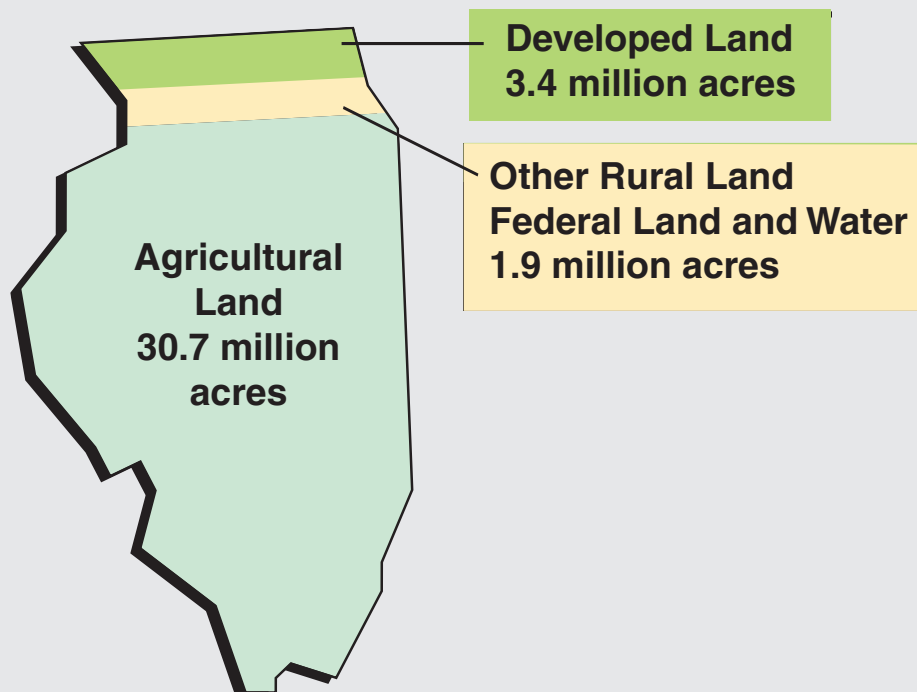 Developed Land
3.4 million acres
Other Rural Land
Federal Land and Water
1.9 million acres
Agricultural
Land
30.7 million
acres